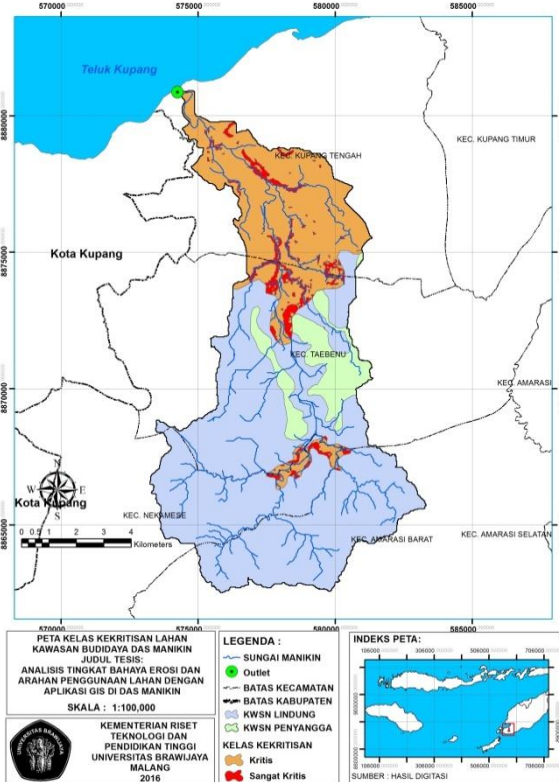 570000 575000 580000 585000
Teluk Kupang
8880000
KEC. KUPANG TIMUR
KEC. KUPANG TENGAH
Kota Kupang
8875000
KEC. TAEBENU
8870000
KEC. AMARASI
N
W E
S
Kota Kupang
KEC. NEKAMESE
KEC. AMARASI BARAT
KEC. AMARASI SELATAN
8865000
0 0.5 1 2 3 4
Kilometers
570000 575000 580000 585000
PETA KELAS KEKRITISAN LAHAN
KAWASAN BUDIDAYA DAS MANIKIN
JUDUL TESIS:
ANALISIS TINGKAT BAHAYA EROSI DAN
ARAHAN PENGGUNAAN LAHAN DENGAN
APLIKASI GIS DI DAS MANIKIN
SKALA : 1:100,000
UNIVERSITAS BRAWIJAYA
KEMENTERIAN RISET
TEKNOLOGI DAN
PENDIDIKAN TINGGI
UNIVERSITAS BRAWIJAYA
MALANG
2016
LEGENDA :
SUNGAI MANIKIN
Outlet
BATAS KECAMATAN
BATAS KABUPATEN
KWSN LINDUNG
KWSN PENYANGGA
KELAS KEKRITISAN
Kritis
Sangat Kritis
INDEKS PETA:
SUMBER : HASIL DIGITASI